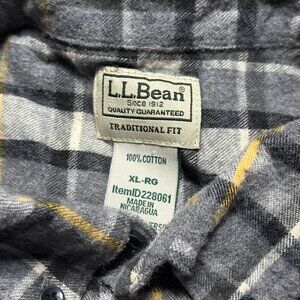 L.L.Bean
SINCE 1912
QUALITY GUARANTEED
TRADITIONAL FIT
100% COTTON
XL-RG
ItemID228061
MADE IN
NICARAGUA